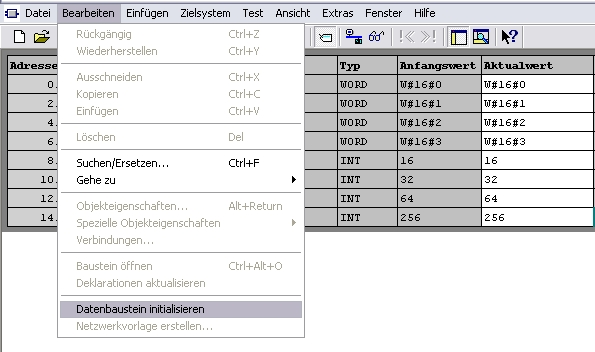 Datei Bearbeiten Einfügen Zielsystem Test Ansicht Extras Fenster Hilfe
Rückgängig Ctrl+Z
Wiederherstellen Ctrl+Y
Ausschneiden Ctrl+X
Kopieren Ctrl+C
Einfügen Ctrl+V
Löschen Del
Suchen/Ersetzen... Ctrl+F
Gehe zu
Objekteigenschaften... Alt+Return
Spezielle Objekteigenschaften
Verbindungen...
Baustein öffnen Ctrl+Alt+O
Deklarationen aktualisieren
Datenbaustein initialisieren
Netzwerkvorlage erstellen...
Adresse Typ Anfangswert Aktualwert
0. WORD W#16#0 W#16#0
2. WORD W#16#0 W#16#1
4. WORD W#16#0 W#16#2
6. WORD W#16#0 W#16#3
8. INT 16 16
10. INT 32 32
12. INT 64 64
14. INT 256 256